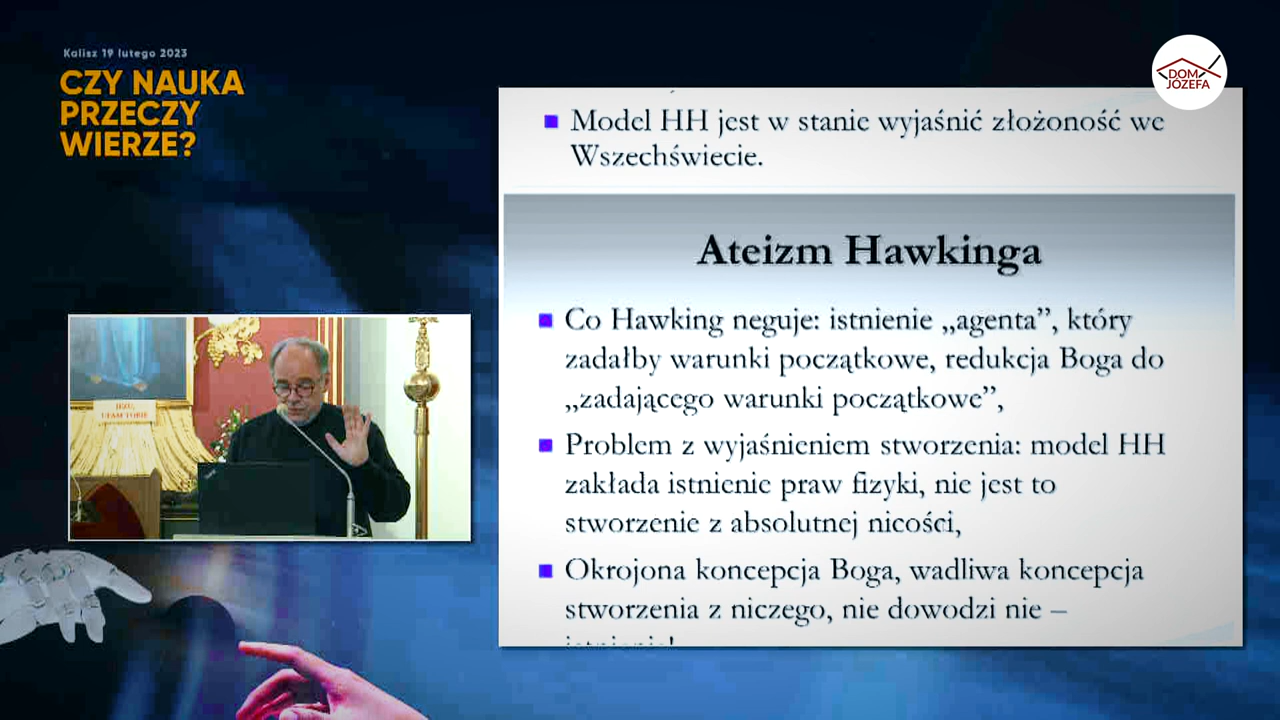 Kalisz 19 lutego 2023
CZY NAUKA
PRZECZY
WIERZE?
DOM
JÓZEFA
Model HH jest w stanie wyjaśnić złożoność we
Wszechświecie.
Ateizm Hawkinga
Co Hawking neguje: istnienie „agenta”, który
zadałby warunki początkowe, redukcja Boga do
„zadającego warunki początkowe”,
Problem z wyjaśnieniem stworzenia: model HH
zakłada istnienie praw fizyki, nie jest to
stworzenie z absolutnej nicości,
Okrojona koncepcja Boga, wadliwa koncepcja
stworzenia z niczego, nie dowodzi nie –
JEZU,
UFAM TOBIE